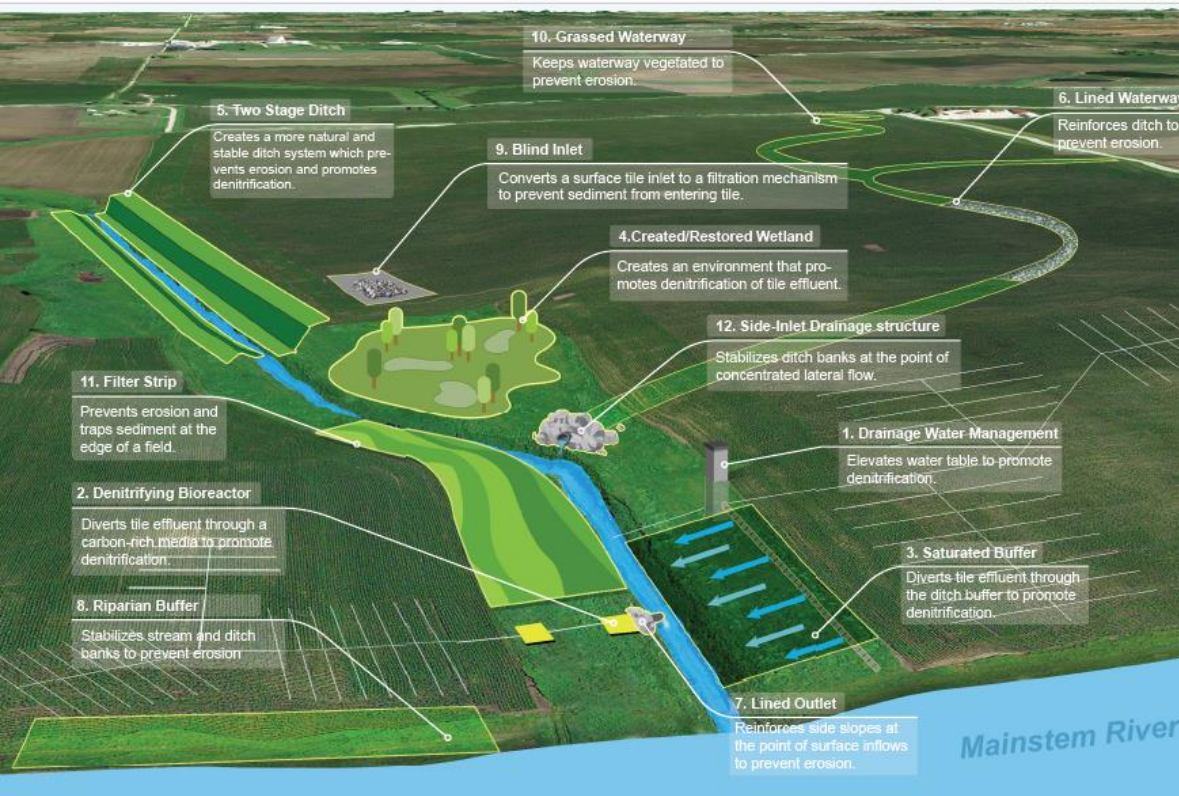 10. Grassed Waterway
Keeps waterway vegetated to
prevent erosion.
6. Lined Waterway
Reinforces ditch to
prevent erosion.
5. Two Stage Ditch
Creates a more natural and
stable ditch system which pre-
vents erosion and promotes
denitrification.
9. Blind Inlet
Converts a surface tile inlet to a filtration mechanism
to prevent sediment from entering tile.
4.Created/Restored Wetland
Creates an environment that pro-
motes denitrification of tile effluent.
12. Side-Inlet Drainage structure
Stabilizes ditch banks at the point of
concentrated lateral flow.
11. Filter Strip
Prevents erosion and
traps sediment at the
edge of a field.
1. Drainage Water Management
Elevates water table to promote
denitrification.
2. Denitrifying Bioreactor
Diverts tile effluent through a
carbon-rich media to promote
denitrification.
3. Saturated Buffer
Diverts tile effluent through
the ditch buffer to promote
denitrification.
8. Riparian Buffer
Stabilizes stream and ditch
banks to prevent erosion
7. Lined Outlet
Reinforces side slopes at
the point of surface inflows
to prevent erosion.
Mainstem River